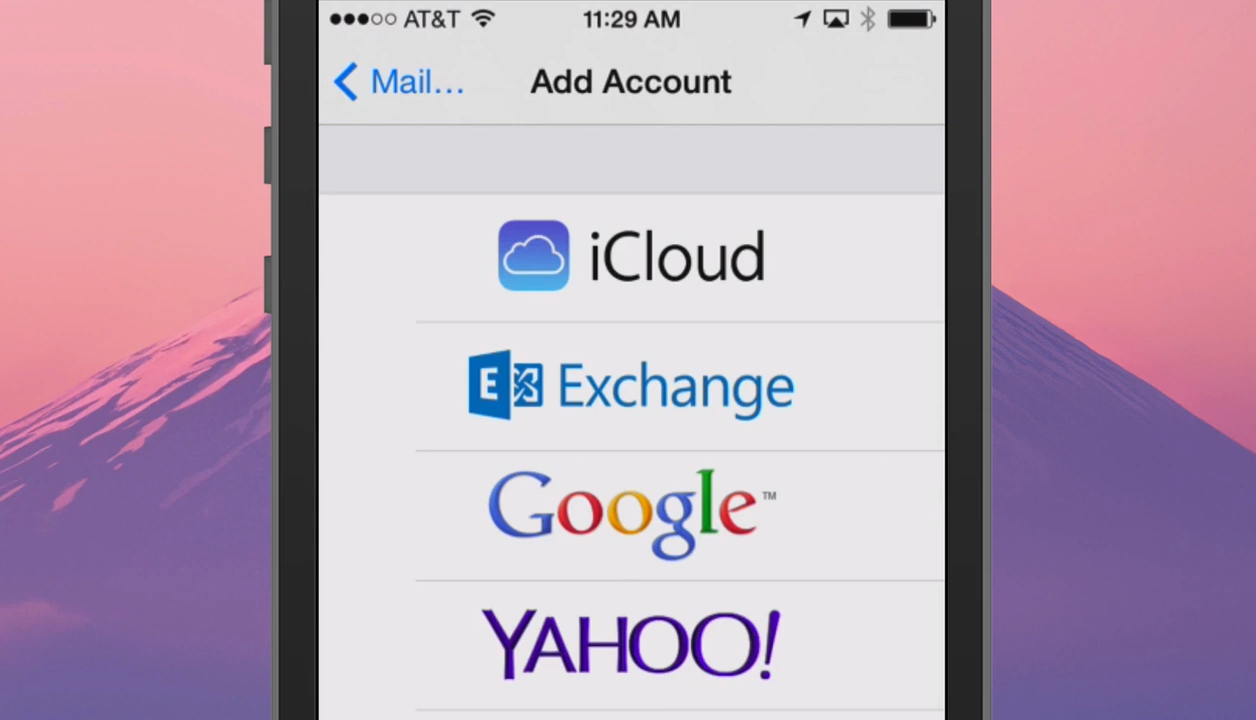 AT&T 11:29 AM
Mail... Add Account
iCloud
E Exchange
Google™
YAHOO!